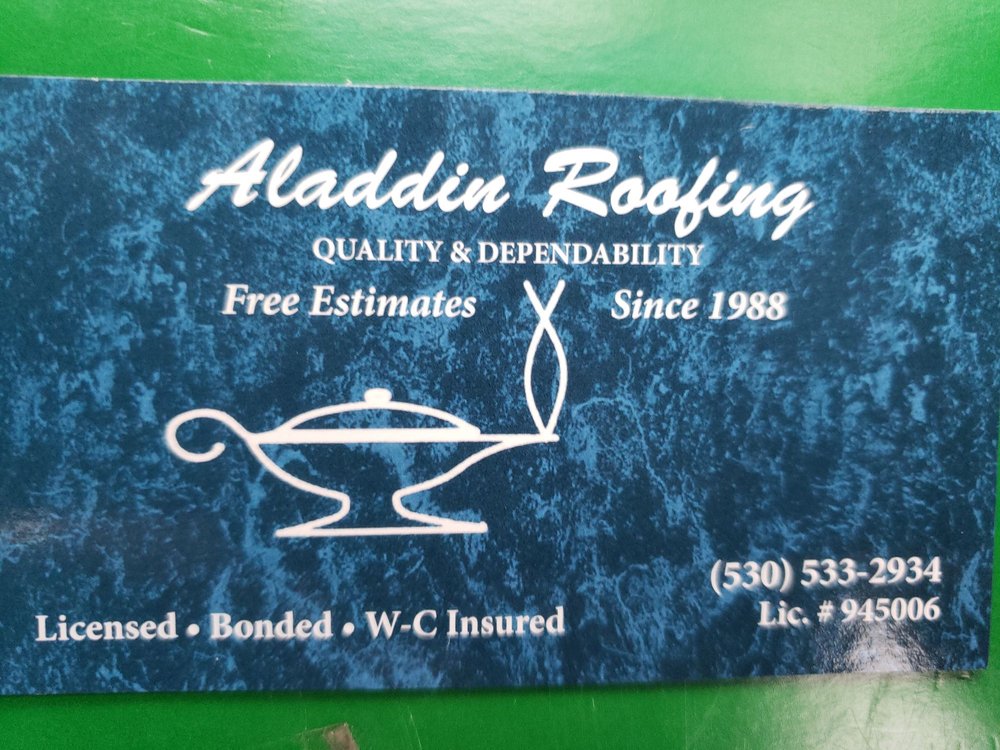 Aladdin Roofing
QUALITY & DEPENDABILITY
Free Estimates
Since 1988
(530) 533-2934
Lic. # 945006
Licensed • Bonded • W-C Insured